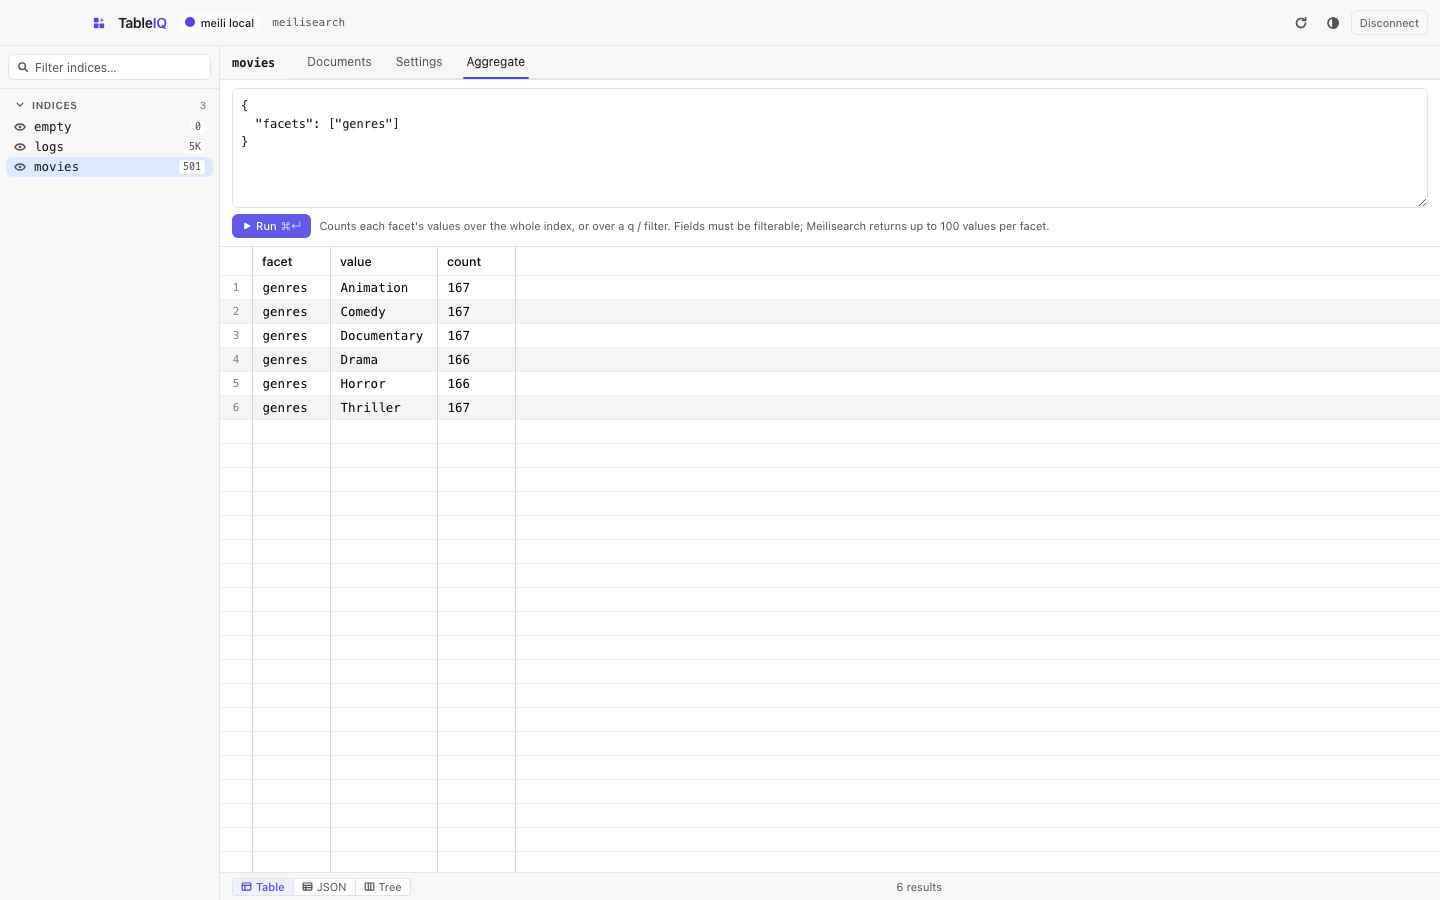 TableIQ meili local meilisearch Disconnect
Filter indices...
INDICES 3
empty 0
logs 5K
movies 501
movies Documents Settings Aggregate
{
"facets": ["genres"]
}
Run ⌘↵ Counts each facet's values over the whole index, or over a q / filter. Fields must be filterable; Meilisearch returns up to 100 values per facet.
facet value count
1 genres Animation 167
2 genres Comedy 167
3 genres Documentary 167
4 genres Drama 166
5 genres Horror 166
6 genres Thriller 167
Table JSON Tree 6 results